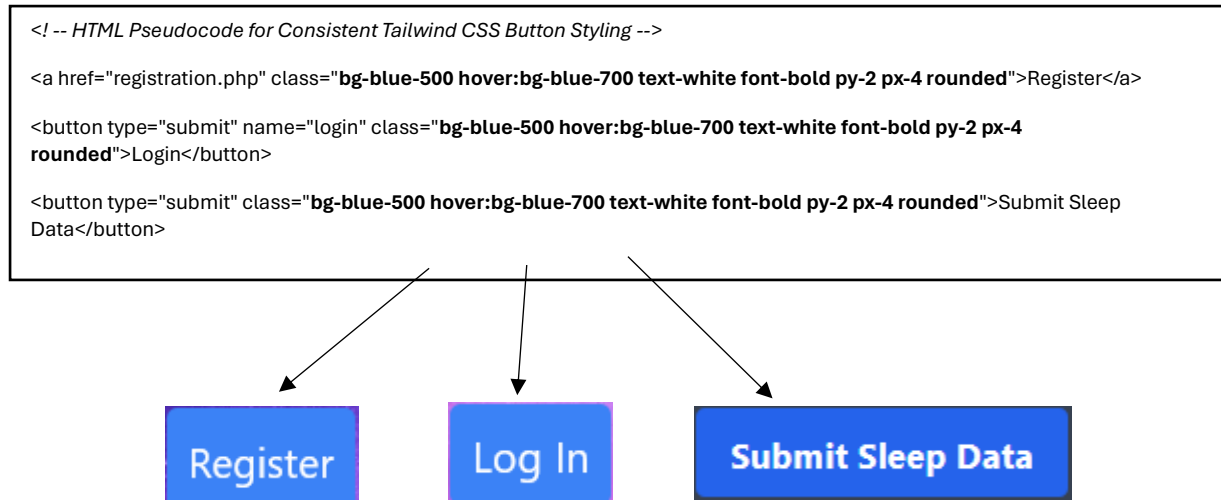 <! -- HTML Pseudocode for Consistent Tailwind CSS Button Styling -->
<a href="registration.php" class="bg-blue-500 hover:bg-blue-700 text-white font-bold py-2 px-4 rounded">Register</a>
<button type="submit" name="login" class="bg-blue-500 hover:bg-blue-700 text-white font-bold py-2 px-4
rounded">Login</button>
<button type="submit" class="bg-blue-500 hover:bg-blue-700 text-white font-bold py-2 px-4 rounded">Submit Sleep
Data</button>
Register
Log In
Submit Sleep Data